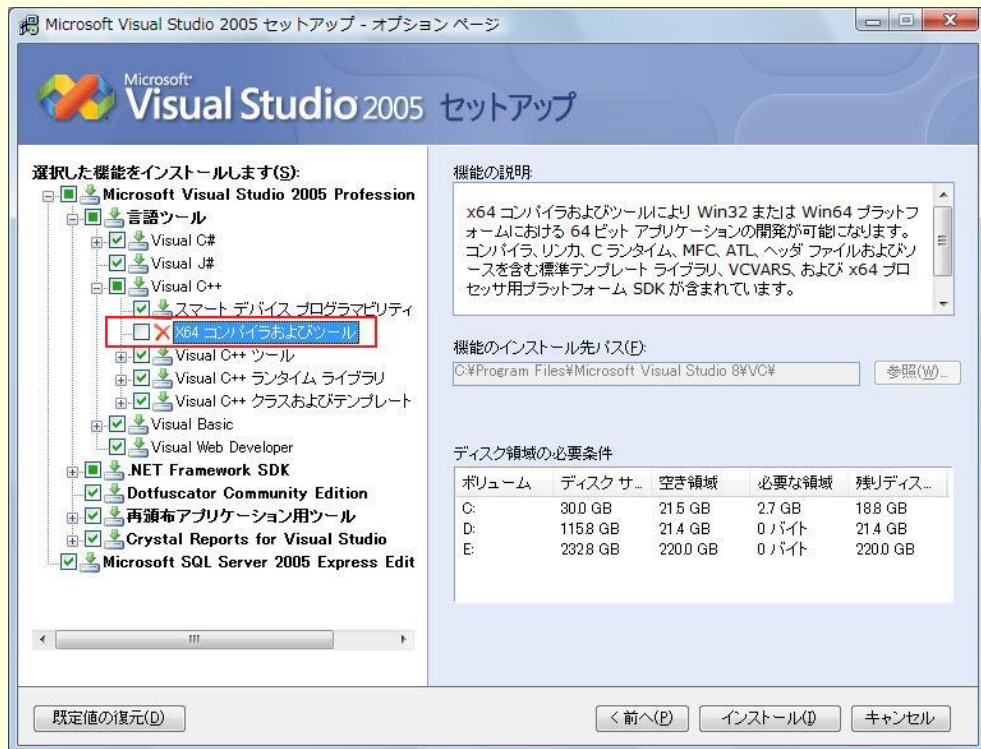 Microsoft Visual Studio 2005 セットアップ - オプション ページ
Microsoft
Visual Studio 2005 セットアップ
選択した機能をインストールします(S):
Microsoft Visual Studio 2005 Profession
言語ツール
Visual C#
Visual J#
Visual C++
スマート デバイス プログラマビリティ
X64 コンパイラおよびツール
Visual C++ ツール
Visual C++ ランタイム ライブラリ
Visual C++ クラスおよびテンプレート
Visual Basic
Visual Web Developer
.NET Framework SDK
Dotfuscator Community Edition
再頒布アプリケーション用ツール
Crystal Reports for Visual Studio
Microsoft SQL Server 2005 Express Edit
機能の説明:
x64 コンパイラおよびツールにより Win32 または Win64 プラットフ
ォームにおける 64 ビット アプリケーションの開発が可能になります。
コンパイラ、リンカ、C ランタイム、MFC、ATL、ヘッダ ファイルおよびソ
ースを含む標準テンプレート ライブラリ、VCVARS、および x64 プロ
セッサ用プラットフォーム SDK が含まれています。
機能のインストール先パス(F):
C:¥Program Files¥Microsoft Visual Studio 8¥VC¥
参照(W)...
ディスク領域の必要条件
ボリューム ディスク サ... 空き領域 必要な領域 残りディス...
C: 30.0 GB 21.5 GB 2.7 GB 18.8 GB
D: 115.8 GB 21.4 GB 0 バイト 21.4 GB
E: 232.8 GB 220.0 GB 0 バイト 220.0 GB
既定値の復元(D)
< 前へ(P)
インストール(I)
キャンセル